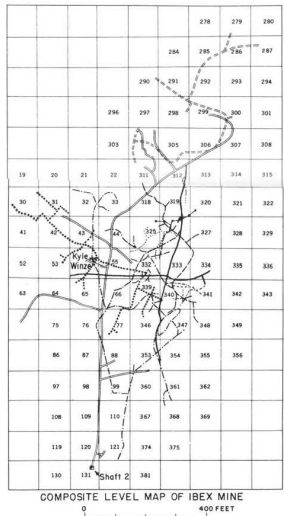 278 279 280
284 285 286 287
290 291 292 293 294
296 297 298 299 300 301
303 305 306 307 308
19 20 21 22 311 312 313 314 315
30 31 32 33 318 319 320 321 322
41 42 43 44 325 327 328 329
52 53 Kyle Winze 55 332 333 334 335 336
63 64 65 66 339 340 341 342 343
75 76 77 346 347 348 349
86 87 88 353 354 355 356
97 98 99 360 361 362
108 109 110 367 368 369
119 120 121 374 375
130 131 Shaft 2 381
COMPOSITE LEVEL MAP OF IBEX MINE
0 400 FEET